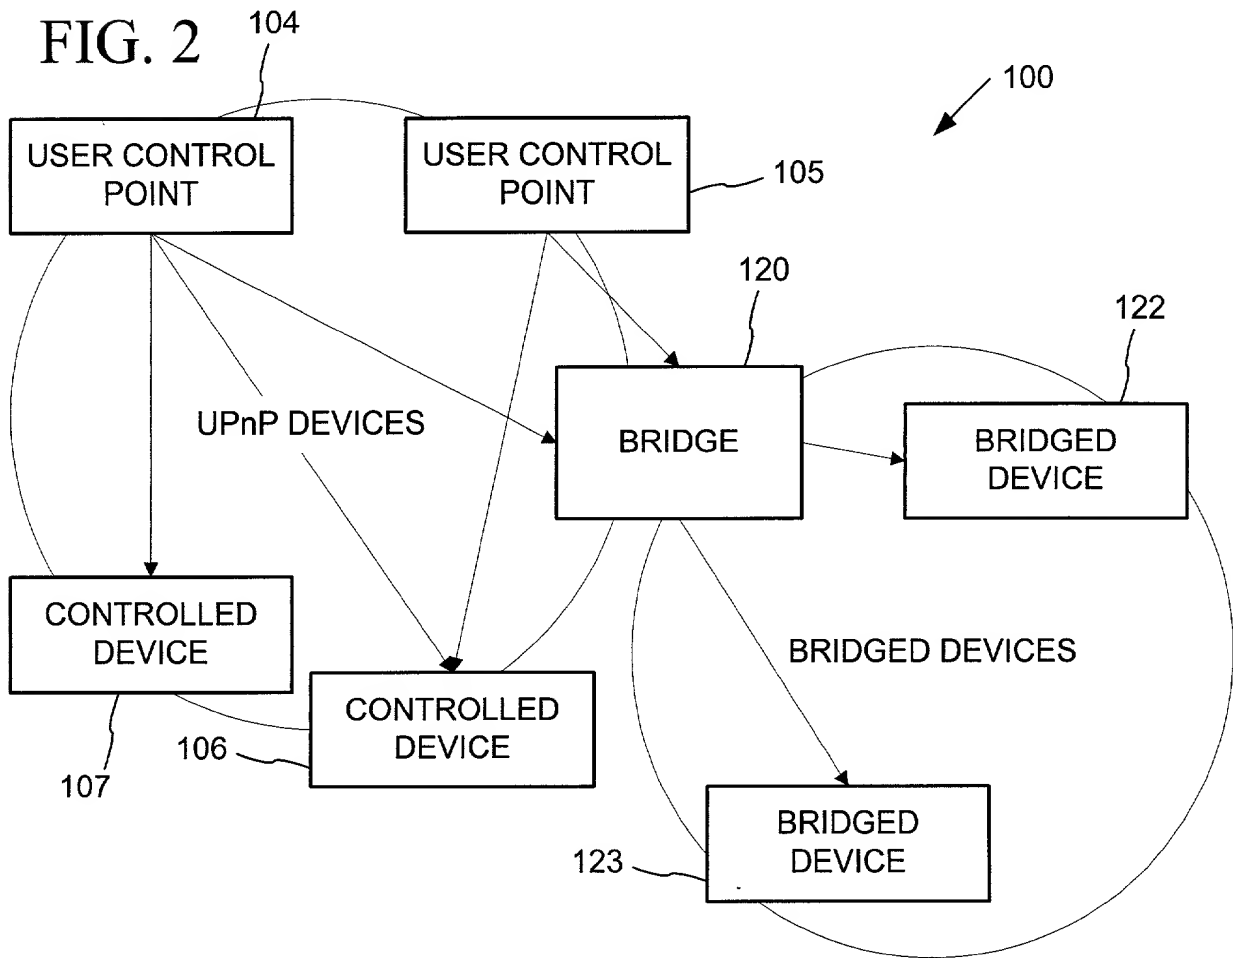 FIG. 2
104
100
USER CONTROL
POINT
USER CONTROL
POINT
105
120
122
UPnP DEVICES
BRIDGE
BRIDGED
DEVICE
CONTROLLED
DEVICE
BRIDGED DEVICES
CONTROLLED
DEVICE
106
107
BRIDGED
DEVICE
123